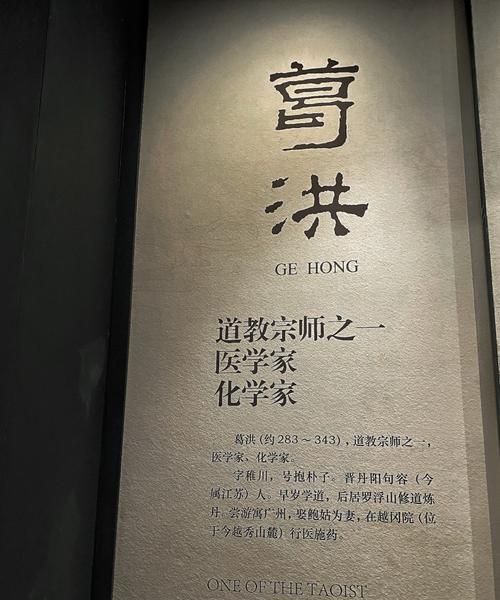 葛洪
GE HONG
道教宗师之一
医学家
化学家
葛洪（约283～343），道教宗师之一，
医学家、化学家。
字稚川，号抱朴子。晋丹阳句容（今
属江苏）人。早岁学道，后居罗浮山修道炼
丹。尝游寓广州，娶鲍姑为妻，在越冈院（位
于今越秀山麓）行医施药。
ONE OF THE TAOIST